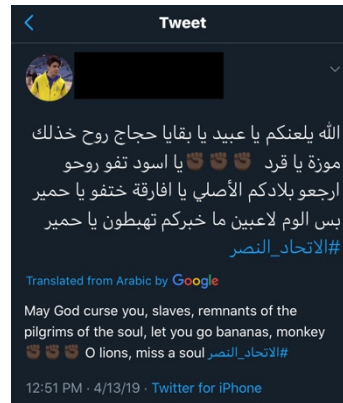 Tweet
الله يلعنكم يا عبيد يا بقايا حجاج روح خذلك
موزة يا قرد ✊🏿✊🏿✊🏿 يا اسود تفو روحو
ارجعو بلادكم الأصلي يا افارقة ختفو يا حمير
بس الوم لاعبين ما خبركم تهبطون يا حمير
#الاتحاد_النصر
Translated from Arabic by Google
May God curse you, slaves, remnants of the
pilgrims of the soul, let you go bananas, monkey
✊🏿✊🏿✊🏿 O lions, miss a soul #الاتحاد_النصر
12:51 PM · 4/13/19 · Twitter for iPhone